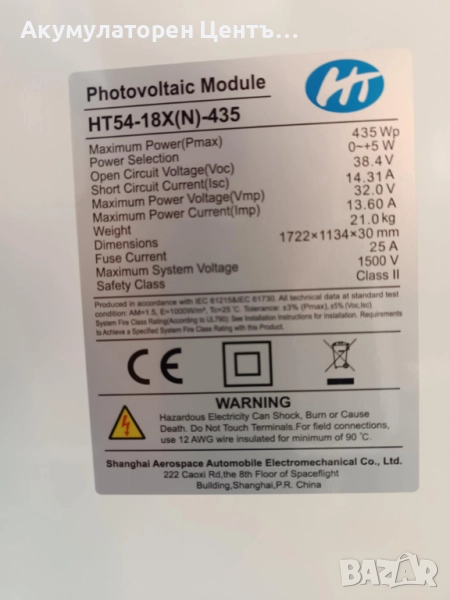 Акумулаторен Центъ...
Photovoltaic Module
HT
HT54-18X(N)-435
Maximum Power(Pmax) 435 Wp
Power Selection 0~+5 W
Open Circuit Voltage(Voc) 38.4V
Short Circuit Current(Isc) 14.31 A
Maximum Power Voltage(Vmp) 32.0 V
Maximum Power Current(Imp) 13.60 A
Weight 21.0kg
Dimensions 1722×1134×30 mm
Fuse Current 25 A
Maximum System Voltage 1500 V
Safety Class Class II
Produced in accordance with IEC 61215&IEC 61730. All technical data at standard test
condition: AM=1.5, E=1000W/m², Tc=25℃. Tolerance: ±3% (Pmax), ±5% (Voc,Isc).
System Fire Class Rating(According to UL790): See Installation Instructions for Installation. Requirements
to Achieve a Specified System Fire Class Rating with this Product.
CE
WARNING
Hazardous Electricity Can Shock, Burn or Cause
Death. Do Not Touch Terminals.For field connections,
use 12 AWG wire insulated for minimum of 90 ℃.
Shanghai Aerospace Automobile Electromechanical Co., Ltd.
222 Caoxi Rd,the 8th Floor of Spaceflight
Building,Shanghai,P.R. China
BAZAR